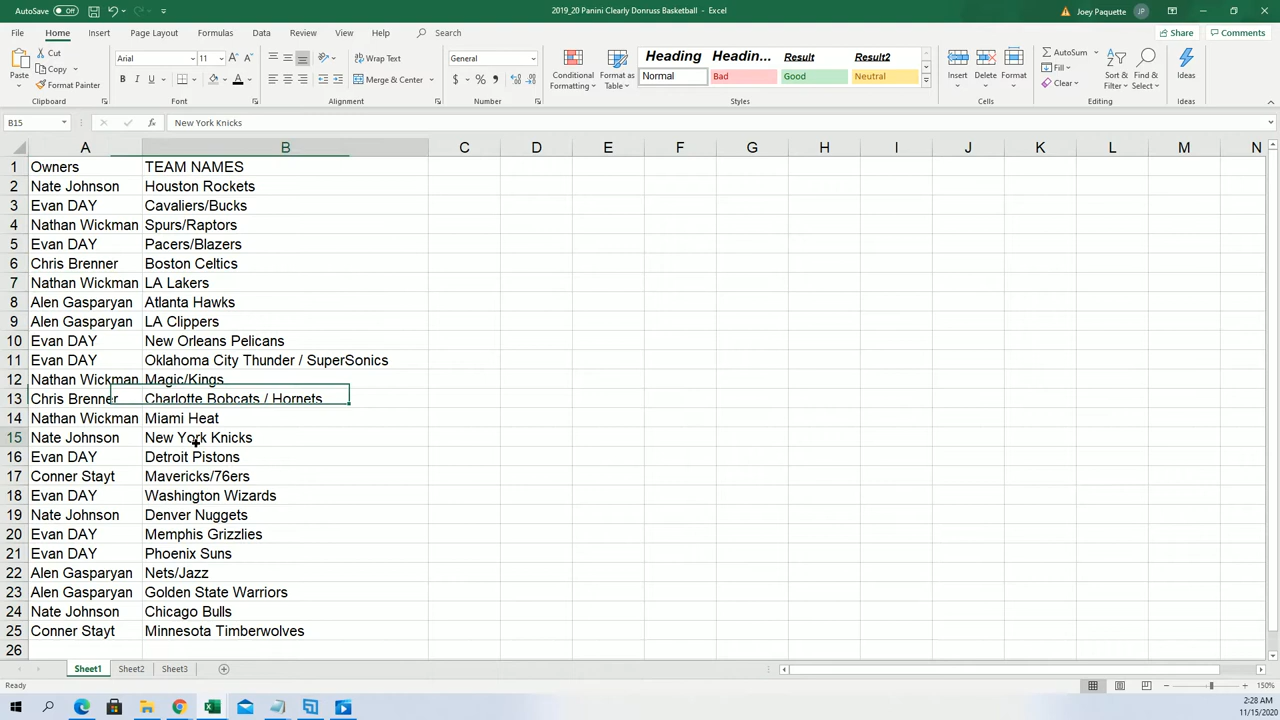 AutoSave Off 2019_20 Panini Clearly Donruss Basketball - Excel Joey Paquette JP
File Home Insert Page Layout Formulas Data Review View Help Search Share Comments
Paste Cut Copy Format Painter Clipboard
Arial 11 B I U A Font
Wrap Text Merge & Center Alignment
General $ % , Number
Conditional Formatting Format as Table
Heading Headin... Result Result2
Normal Bad Good Neutral
Styles
Insert Delete Format Cells
AutoSum Fill Clear Sort & Filter Find & Select Editing
Ideas Ideas
B15 fx New York Knicks
A B C D E F G H I J K L M N
1 Owners TEAM NAMES
2 Nate Johnson Houston Rockets
3 Evan DAY Cavaliers/Bucks
4 Nathan Wickman Spurs/Raptors
5 Evan DAY Pacers/Blazers
6 Chris Brenner Boston Celtics
7 Nathan Wickman LA Lakers
8 Alen Gasparyan Atlanta Hawks
9 Alen Gasparyan LA Clippers
10 Evan DAY New Orleans Pelicans
11 Evan DAY Oklahoma City Thunder / SuperSonics
12 Nathan Wickman Magic/Kings
13 Chris Brenner Charlotte Bobcats / Hornets
14 Nathan Wickman Miami Heat
15 Nate Johnson New York Knicks
16 Evan DAY Detroit Pistons
17 Conner Stayt Mavericks/76ers
18 Evan DAY Washington Wizards
19 Nate Johnson Denver Nuggets
20 Evan DAY Memphis Grizzlies
21 Evan DAY Phoenix Suns
22 Alen Gasparyan Nets/Jazz
23 Alen Gasparyan Golden State Warriors
24 Nate Johnson Chicago Bulls
25 Conner Stayt Minnesota Timberwolves
26
Sheet1 Sheet2 Sheet3
Ready 150%
2:28 AM
11/15/2020